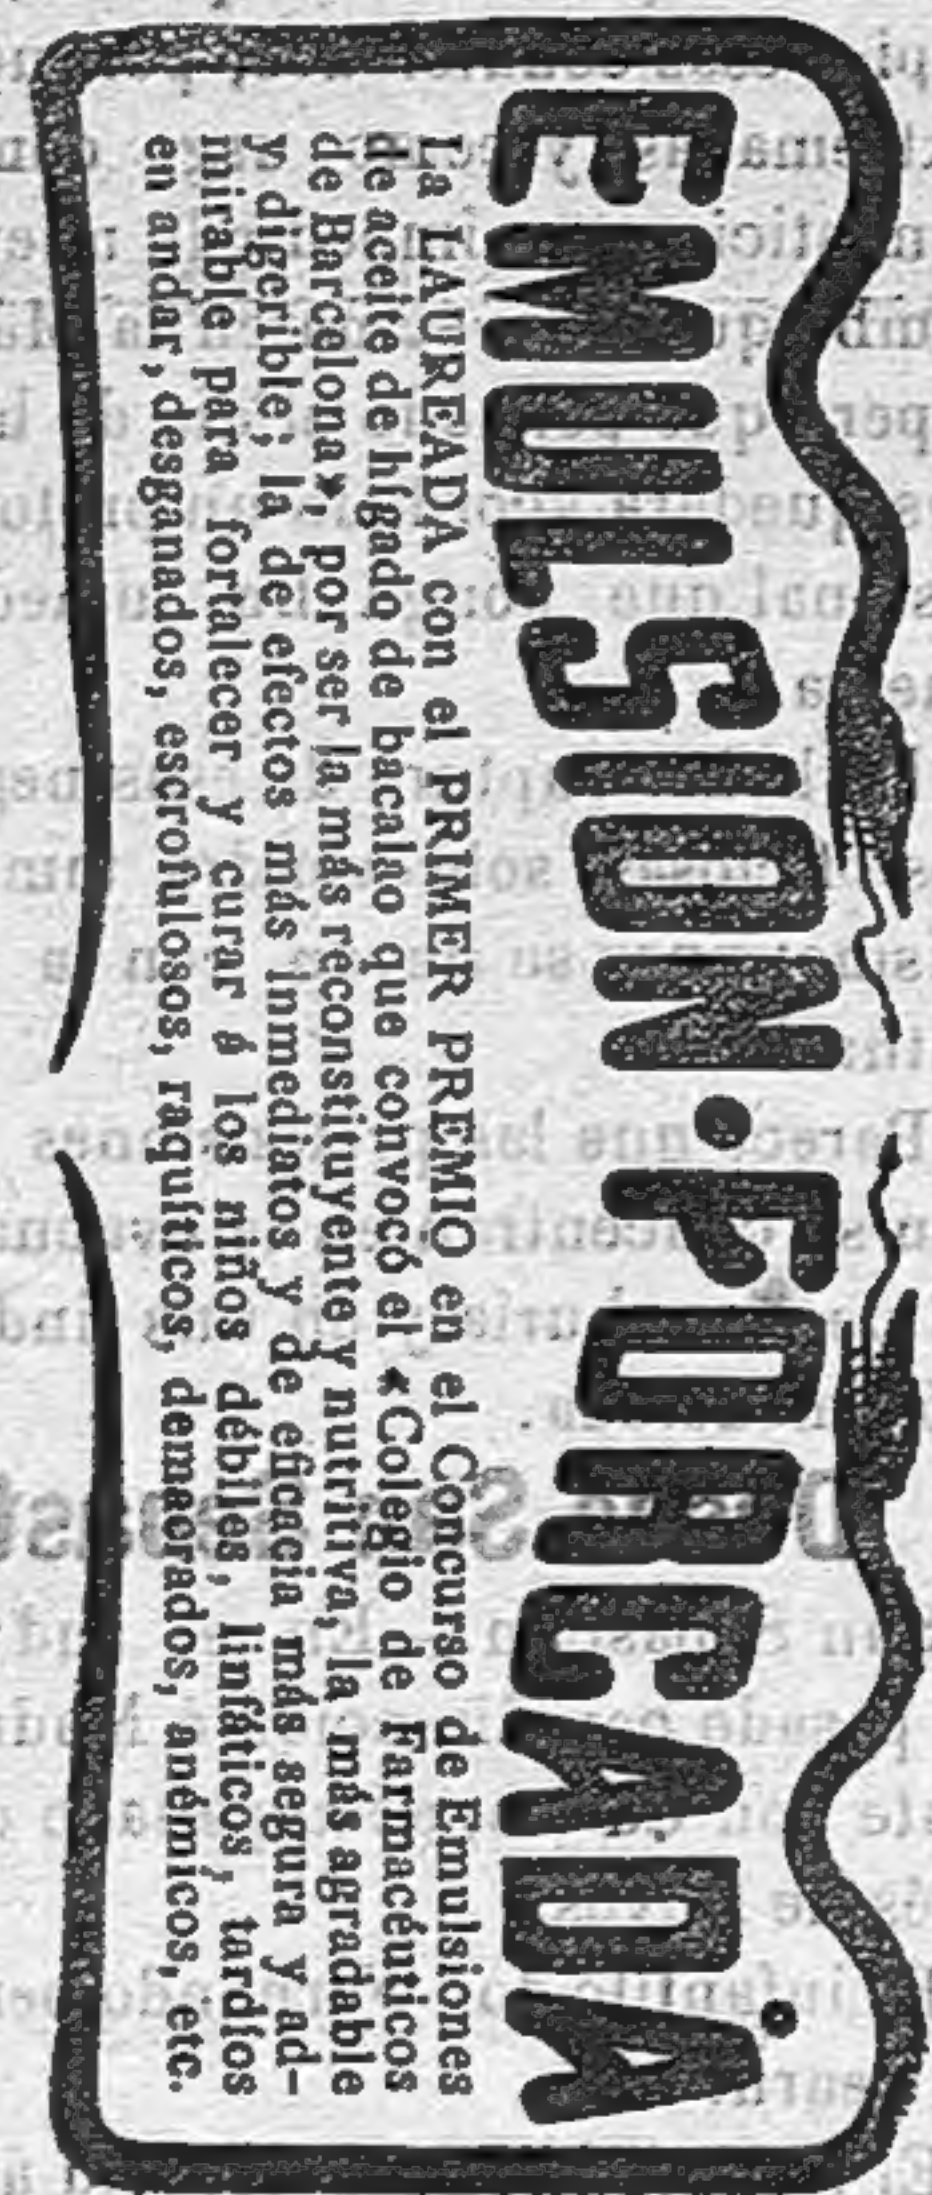 EMULSION·FORCADA
La LAUREADA con el PRIMER PREMIO en el Concurso de Emulsiones
de aceite de hígado de bacalao que convocó el «Colegio de Farmacéuticos
de Barcelona», por ser la más reconstituyente y nutritiva, la más agradable
y digerible; la de efectos más inmediatos y de eficacia más segura y ad-
mirable para fortalecer y curar á los niños débiles, linfáticos, tardíos
en andar, desganados, escrofulosos, raquíticos, demacrados, anémicos, etc.